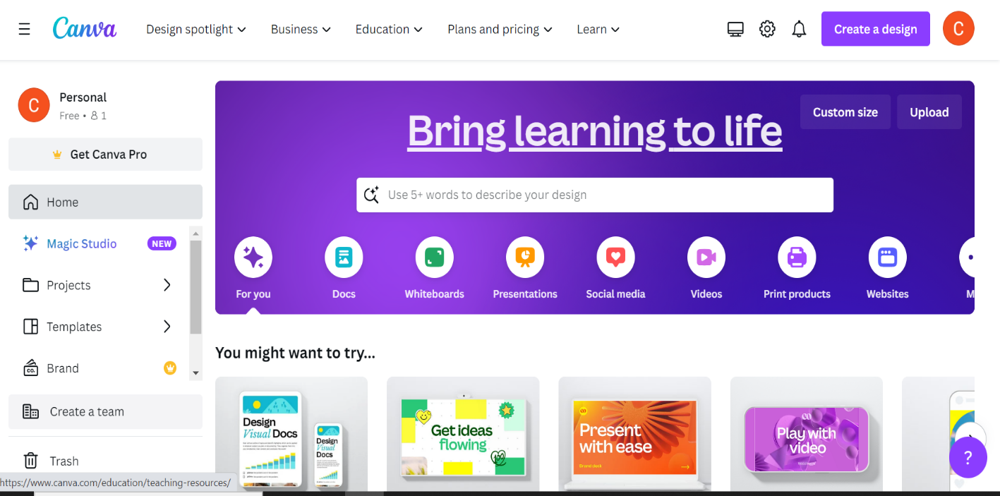 Canva
Design spotlight
Business
Education
Plans and pricing
Learn
Create a design
C
C
Personal
Free • 1
Get Canva Pro
Home
Magic Studio NEW
Projects
Templates
CO. Brand
Create a team
Trash
https://www.canva.com/education/teaching-resources/
Custom size
Upload
Bring learning to life
Use 5+ words to describe your design
For you
Docs
Whiteboards
Presentations
Social media
Videos
Print products
Websites
M
You might want to try...
Design
Visual Docs
Design
Visual
Docs
Get ideas
flowing
100
Present
with ease
Brand deck
Play with
video
?